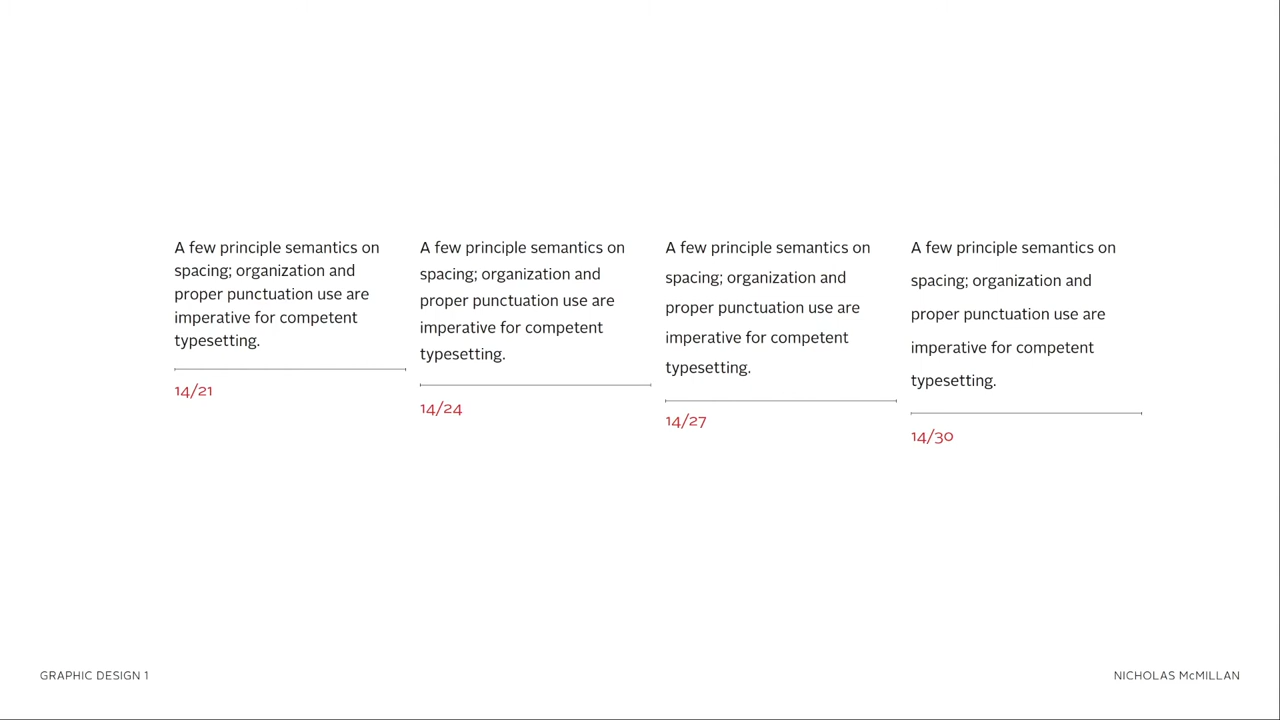 A few principle semantics on
spacing; organization and
proper punctuation use are
imperative for competent
typesetting.
14/21
A few principle semantics on
spacing; organization and
proper punctuation use are
imperative for competent
typesetting.
14/24
A few principle semantics on
spacing; organization and
proper punctuation use are
imperative for competent
typesetting.
14/27
A few principle semantics on
spacing; organization and
proper punctuation use are
imperative for competent
typesetting.
14/30
GRAPHIC DESIGN 1
NICHOLAS McMILLAN